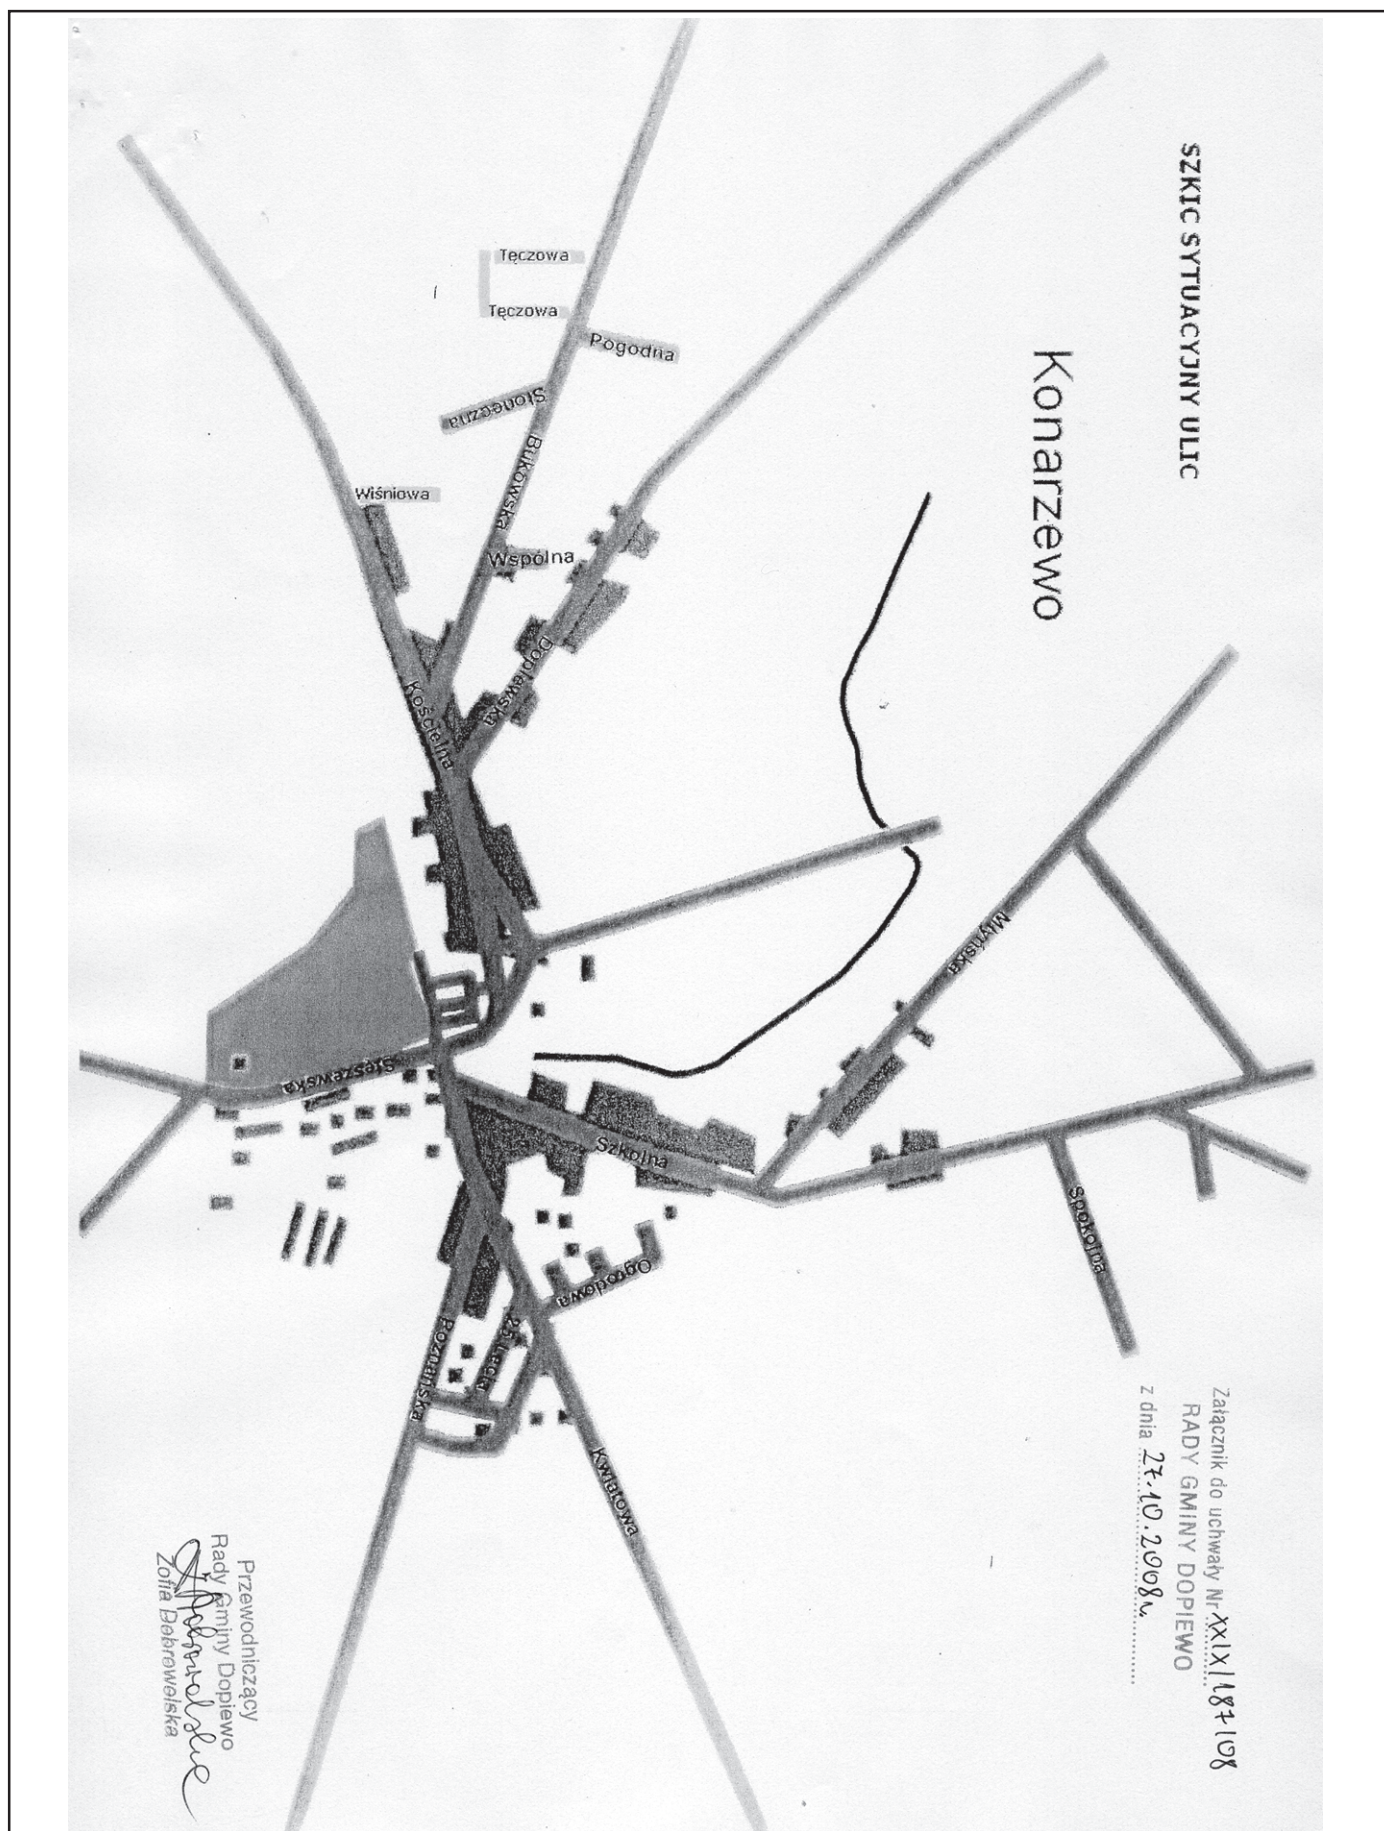 SZKIC SYTUACYJNY ULIC
Konarzewo
Załącznik do uchwały Nr XXIX/187/08
RADY GMINY DOPIEWO
z dnia 27.10.2008r.
Tęczowa
Tęczowa
Pogodna
Słoneczna
Bukowska
Wiśniowa
Wspólna
Dopiewska
Kościelna
Młyńska
Stęszewska
Szkolna
Spokojna
Ogrodowa
25-Lecia
Poznańska
Kwiatowa
Przewodniczący
Rady Gminy Dopiewo
Zofia Dobrowolska